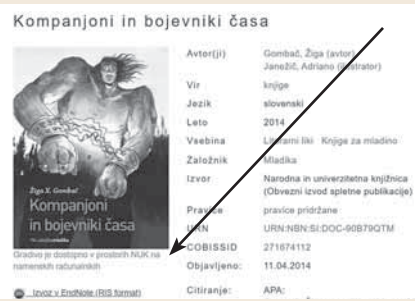 Kompanjoni in bojevniki časa
Žiga X. Gombač
Kompanjoni
in bojevniki časa
Gradivo je dostopno v prostorih NUK na
namenskih računalnikih
Izvoz v EndNote (RIS format)
Avtor(ji) Gombač, Žiga (avtor)
Janežič, Adriano (ilustrator)
Vir knjige
Jezik slovenski
Leto 2014
Vsebina Literarni liki Knjige za mladino
Založnik Mladika
Izvor Narodna in univerzitetna knjižnica
(Obvezni izvod spletne publikacije)
Pravice pravice pridržane
URN URN:NBN:SI:DOC-90B79QTM
COBISSID 271674112
Objavljeno: 11.04.2014
Citiranje: APA: